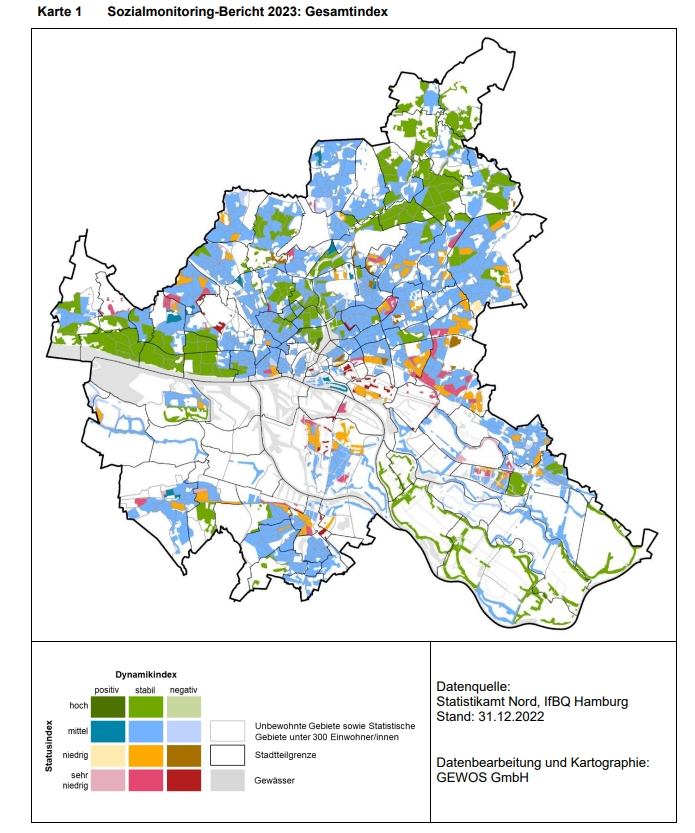 Karte 1 Sozialmonitoring-Bericht 2023: Gesamtindex
Dynamikindex
positiv stabil negativ
Statusindex
hoch
mittel
niedrig
sehr
niedrig
Unbewohnte Gebiete sowie Statistische
Gebiete unter 300 Einwohner/innen
Stadtteilgrenze
Gewässer
Datenquelle:
Statistikamt Nord, IfBQ Hamburg
Stand: 31.12.2022
Datenbearbeitung und Kartographie:
GEWOS GmbH